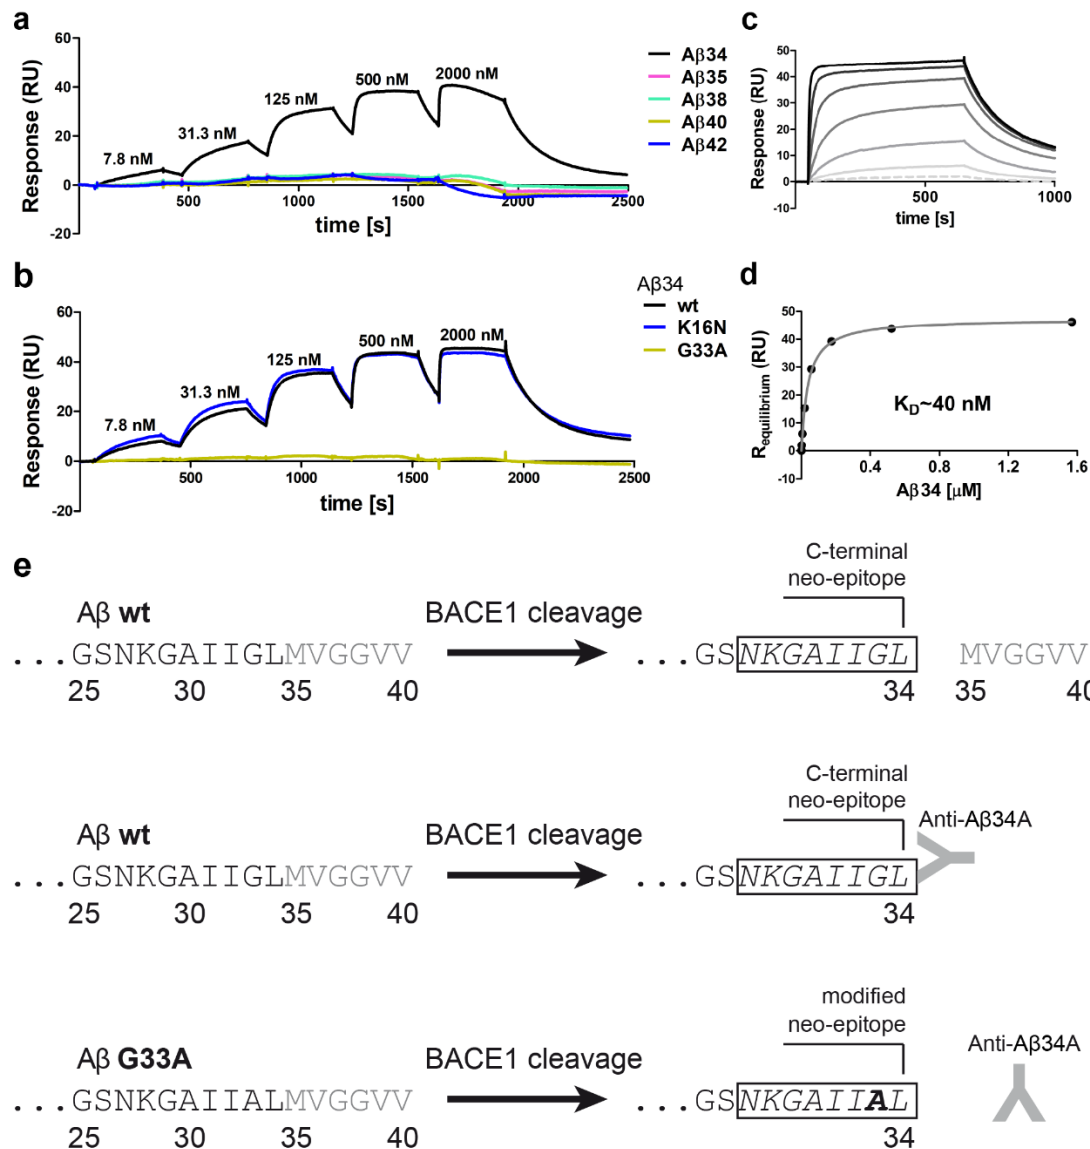 a
60
40
20
0
-20
Response (RU)
7.8 nM
31.3 nM
125 nM
500 nM
2000 nM
500
1000
1500
2000
2500
time [s]
Aβ34
Aβ35
Aβ38
Aβ40
Aβ42
c
50
40
30
20
10
0
-10
Response (RU)
500
1000
time [s]
b
60
40
20
0
-20
Response (RU)
7.8 nM
31.3 nM
125 nM
500 nM
2000 nM
500
1000
1500
2000
2500
time [s]
Aβ34
wt
K16N
G33A
d
50
40
30
20
10
0
-10
Requilibrium (RU)
KD~40 nM
0.4
0.8
1.2
1.6
Aβ34 [µM]
e
C-terminal
neo-epitope
Aβ wt
BACE1 cleavage
...GSNKGAIIGLMVGGVV
...GSNKGAIIGL MVGGVV
25 30 35 40
34 35 40
C-terminal
neo-epitope
Anti-Aβ34A
Aβ wt
BACE1 cleavage
...GSNKGAIIGLMVGGVV
...GSNKGAIIGL
25 30 35 40
34
modified
neo-epitope
Anti-Aβ34A
Aβ G33A
BACE1 cleavage
...GSNKGAIIALMVGGVV
...GSNKGAIIAL
25 30 35 40
34